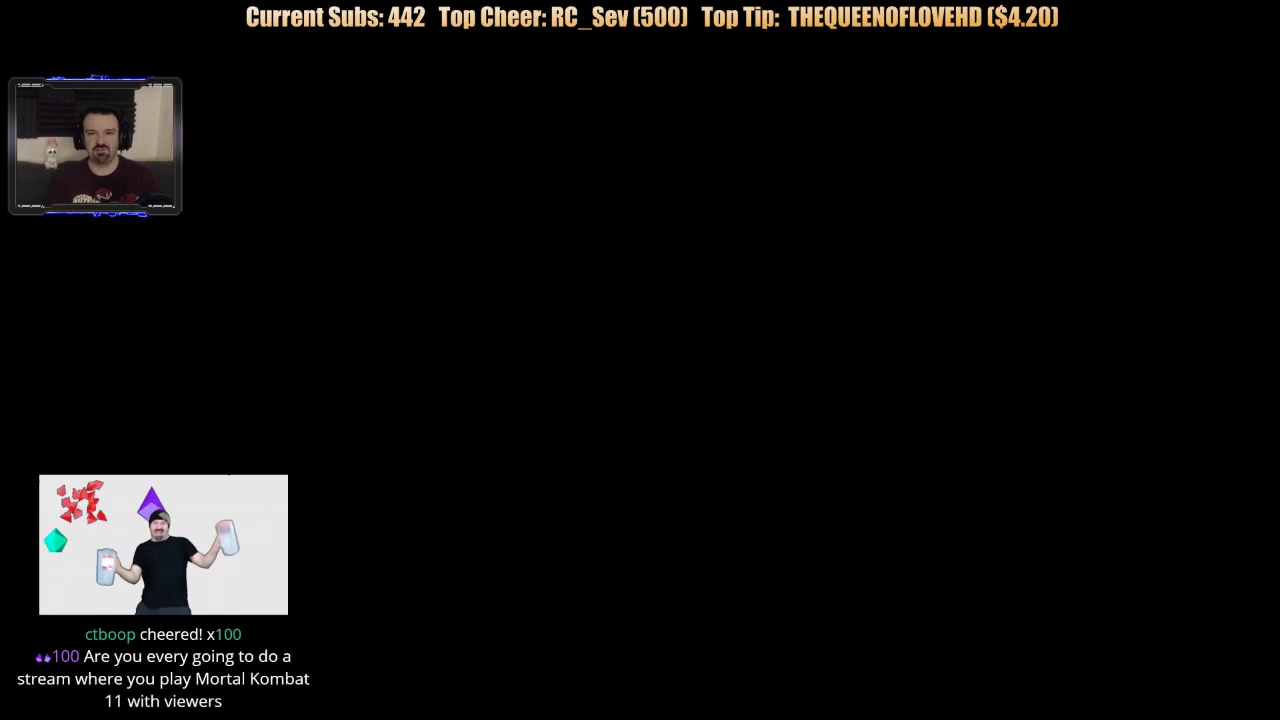 Current Subs: 442 Top Cheer: RC_Sev (500) Top Tip: THEQUEENOFLOVEHD ($4.20)
ctboop cheered! x100
100 Are you every going to do a
stream where you play Mortal Kombat
11 with viewers